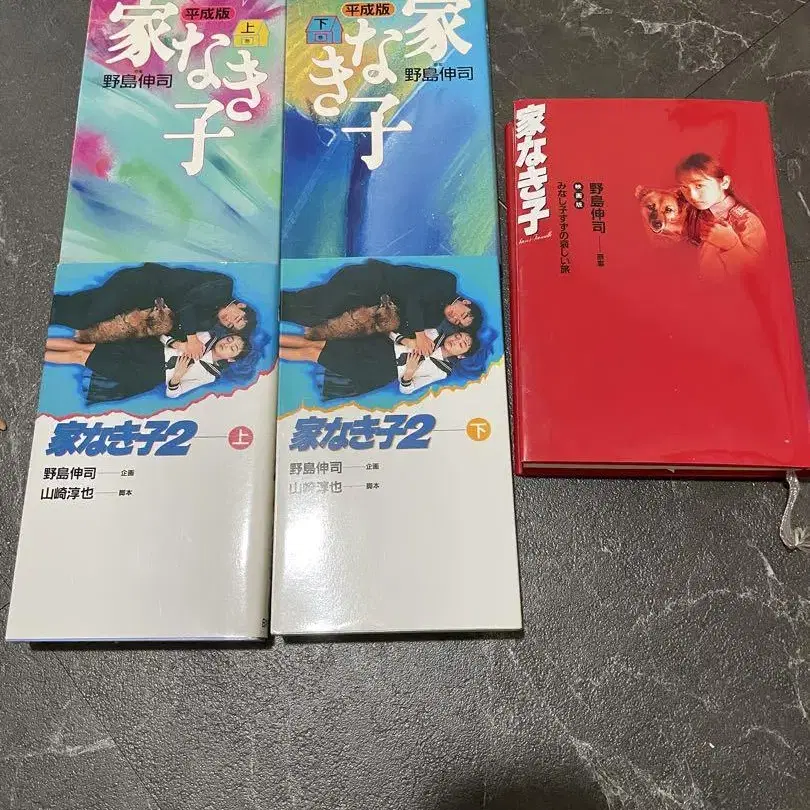 平成版
家なき子
上
巻
野島伸司
平成版
家なき子
下
巻
野島伸司
家なき子2
上
野島伸司――企画
山崎淳也――脚本
家なき子2
下
野島伸司――企画
山崎淳也――脚本
家なき子
映画版
野島伸司――原案
みなし子すずの哀しい旅